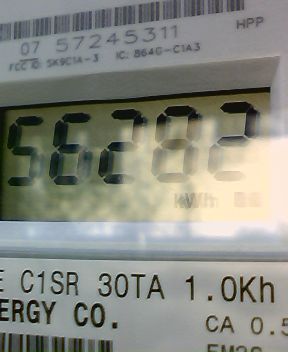 HPP
07 57245311
FCC ID: SK9C1A-3 IC: 864G-C1A3
56282
kWh
C1SR 30TA 1.0Kh
ERGY CO.
CA 0.5